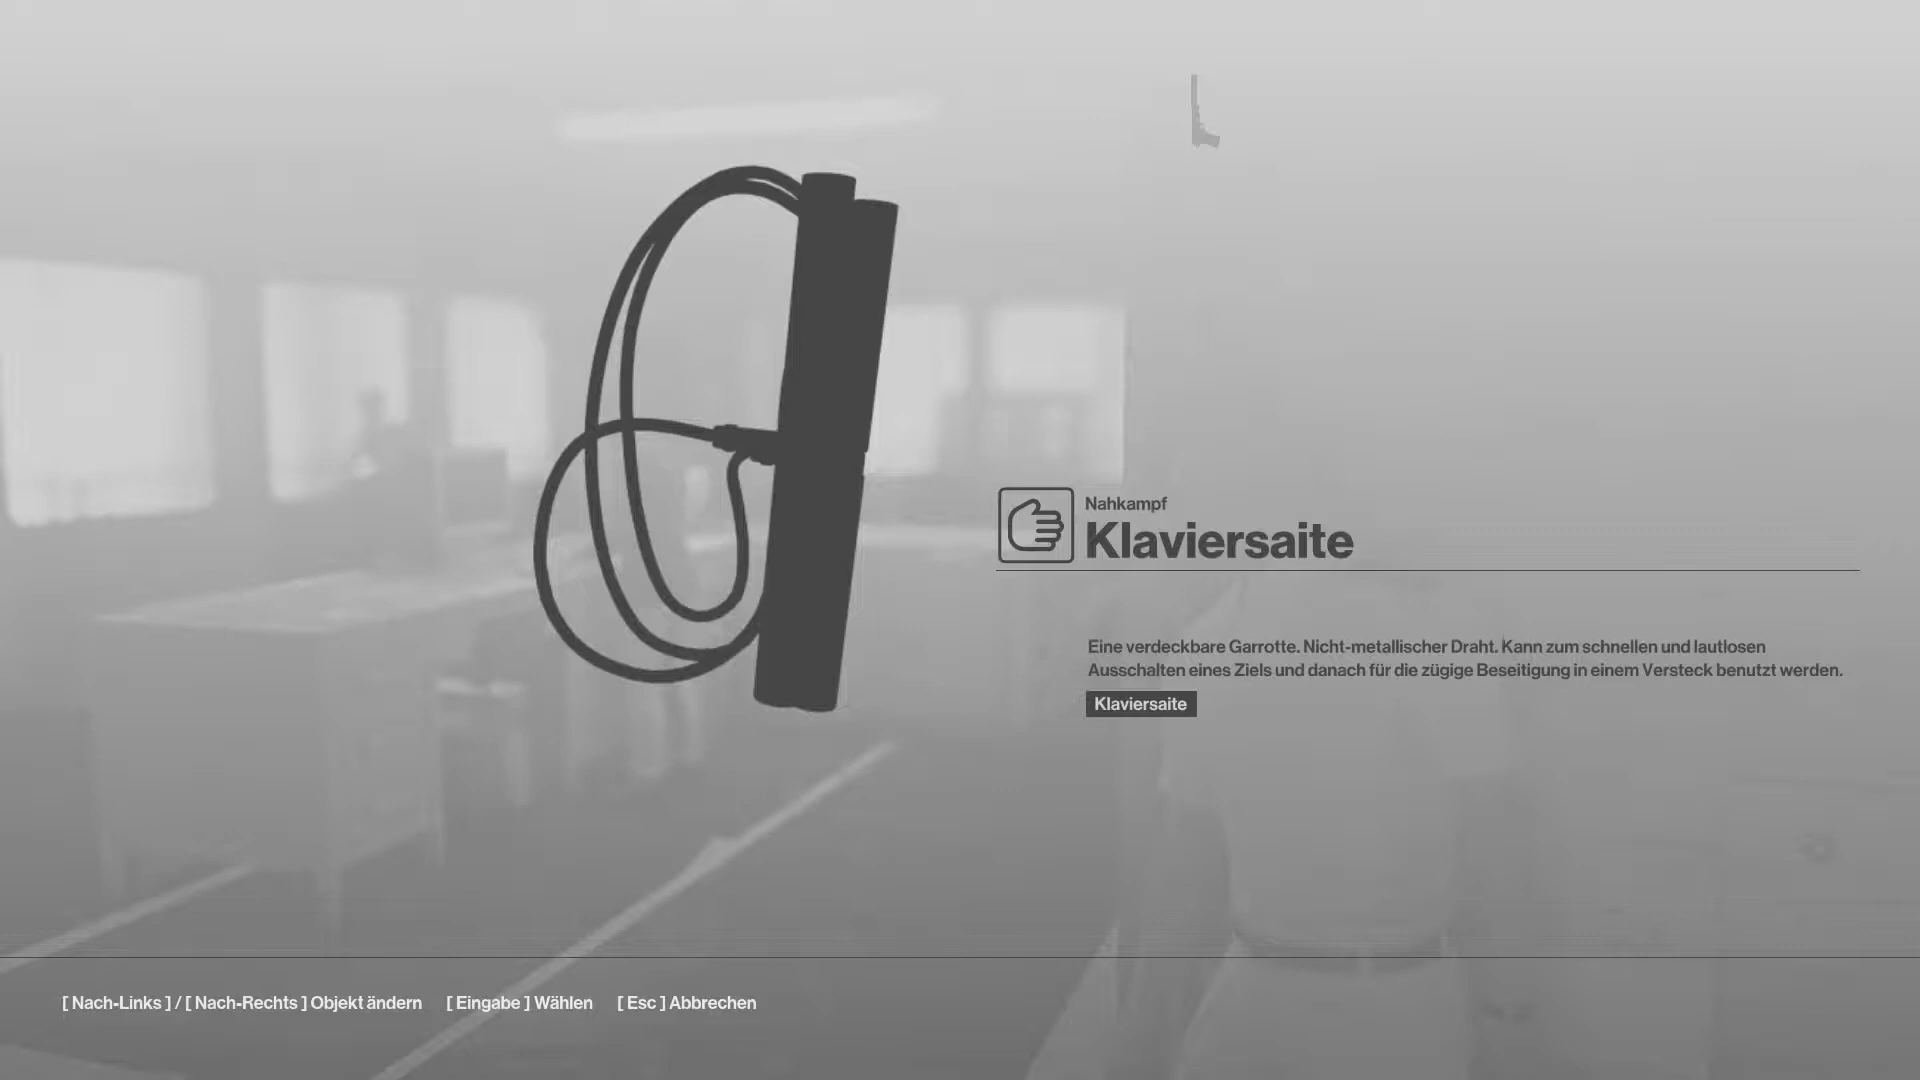 Nahkampf
Klaviersaite
Eine verdeckbare Garrotte. Nicht-metallischer Draht. Kann zum schnellen und lautlosen
Ausschalten eines Ziels und danach für die zügige Beseitigung in einem Versteck benutzt werden.
Klaviersaite
[ Nach-Links ] / [ Nach-Rechts ] Objekt ändern [ Eingabe ] Wählen [ Esc ] Abbrechen